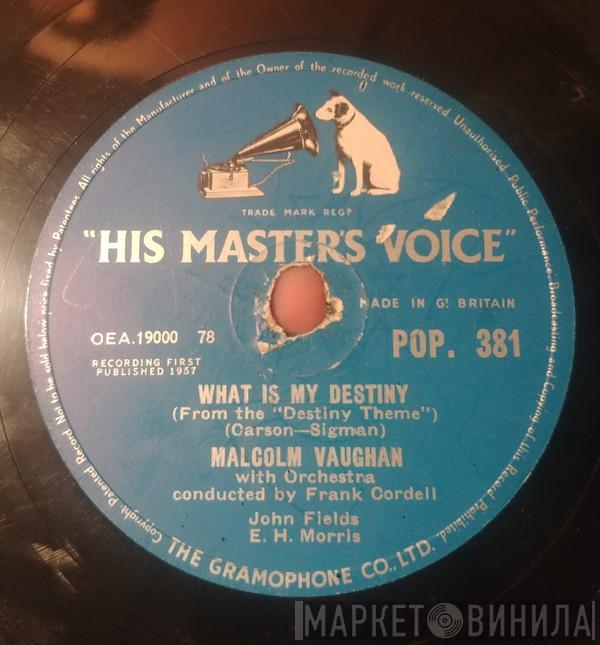 All rights of the Manufacturer and of the Owner of the recorded work reserved. Unauthorised Public Performance, Broadcasting and Copying of this Record Prohibited.
TRADE MARK REGD
"HIS MASTER'S VOICE"
MADE IN GT BRITAIN
OEA.19000 78
POP. 381
RECORDING FIRST
PUBLISHED 1957
WHAT IS MY DESTINY
(From the "Destiny Theme")
(Carson—Sigman)
MALCOLM VAUGHAN
with Orchestra
conducted by Frank Cordell
John Fields
E. H. Morris
Copyright. Patented Record Not to be sold below price fixed by Patentees.
THE GRAMOPHONE CO., LTD.
МАРКЕТ ВИНИЛА